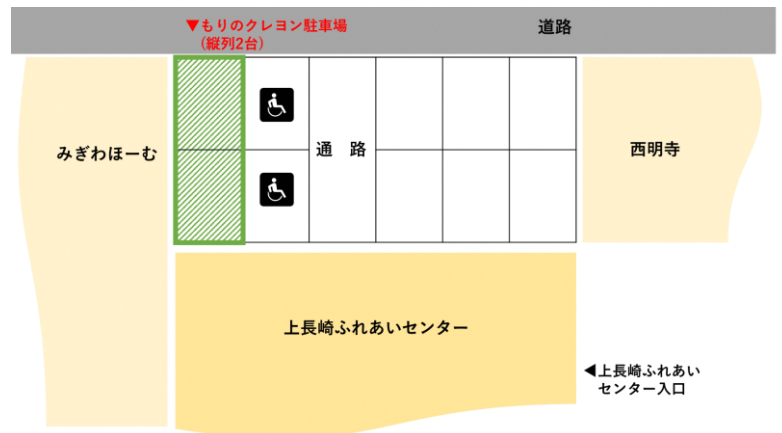 ▼もりのクレヨン駐車場
(縦列2台)
道路
みぎわほーむ
通　路
西明寺
上長崎ふれあいセンター
◀上長崎ふれあい
センター入口